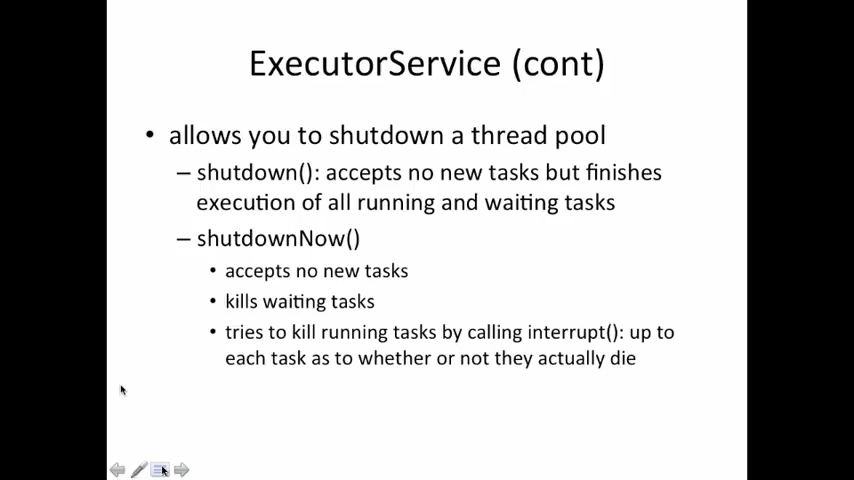 ExecutorService (cont)
• allows you to shutdown a thread pool
– shutdown(): accepts no new tasks but finishes
execution of all running and waiting tasks
– shutdownNow()
• accepts no new tasks
• kills waiting tasks
• tries to kill running tasks by calling interrupt(): up to
each task as to whether or not they actually die